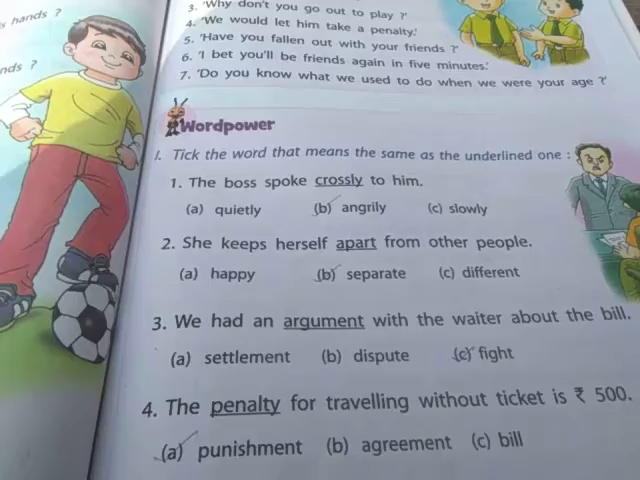 s hands ?
nds ?
3. 'Why don't you go out to play ?'
4. 'We would let him take a penalty.'
5. 'Have you fallen out with your friends ?'
6. 'I bet you'll be friends again in five minutes.'
7. 'Do you know what we used to do when we were your age ?'
Wordpower
I. Tick the word that means the same as the underlined one :
1. The boss spoke crossly to him.
(a) quietly (b) angrily (c) slowly
2. She keeps herself apart from other people.
(a) happy (b) separate (c) different
3. We had an argument with the waiter about the bill.
(a) settlement (b) dispute (c) fight
4. The penalty for travelling without ticket is ₹ 500.
(a) punishment (b) agreement (c) bill